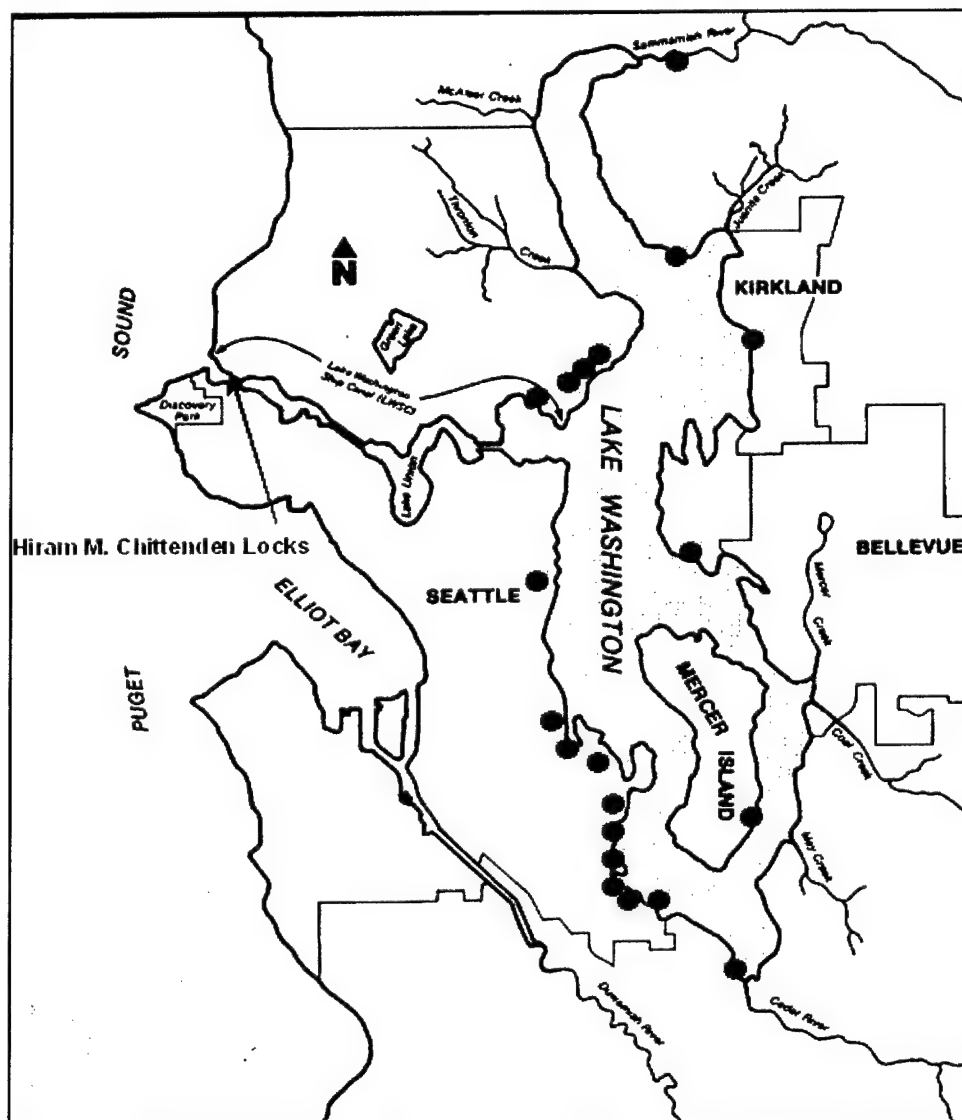 Sammamish River
McAleer Creek
Thronton
Creek
Juanita Creek
N
KIRKLAND
SOUND
Green
Lake
Lake Washington
Ship Canal (LWSC)
Discovery
Park
Lake Union
LAKE WASHINGTON
Hiram M. Chittenden Locks
BELLEVUE
SEATTLE
ELLIOT BAY
Mercer
Creek
PUGET
MERCER ISLAND
Coal Creek
May Creek
Duwamish River
Cedar River